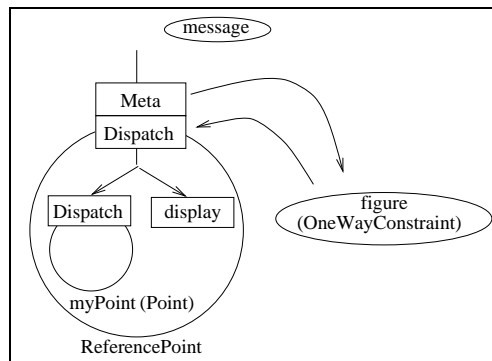 message
Meta
Dispatch
Dispatch
display
figure
(OneWayConstraint)
myPoint (Point)
ReferencePoint